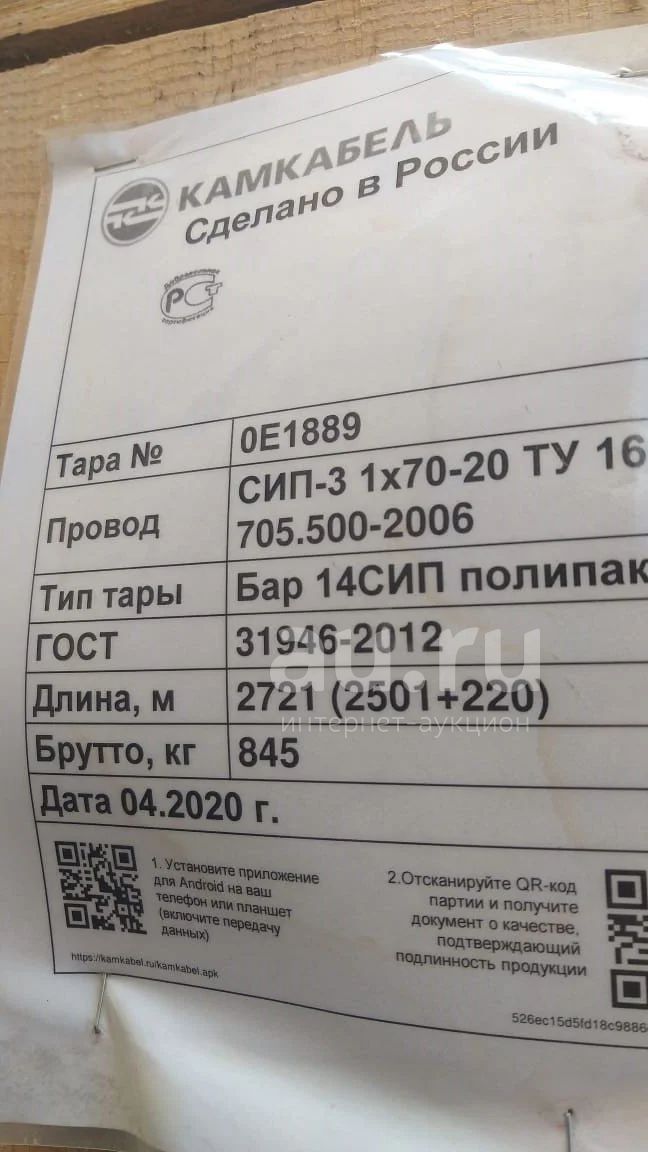 КАМКАБЕЛЬ
Сделано в России
Добровольная
РСТ
сертификация
Тара № 0E1889
Провод СИП-3 1х70-20 ТУ 16
705.500-2006
Тип тары Бар 14СИП полипак
ГОСТ 31946-2012
au.ru
Длина, м 2721 (2501+220)
интернет-аукцион
Брутто, кг 845
Дата 04.2020 г.
1. Установите приложение
для Android на ваш
телефон или планшет
(включите передачу
данных)
https://kamkabel.ru/kamkabel.apk
2.Отсканируйте QR-код
партии и получите
документ о качестве,
подтверждающий
подлинность продукции
526ec15d5fd18c9886